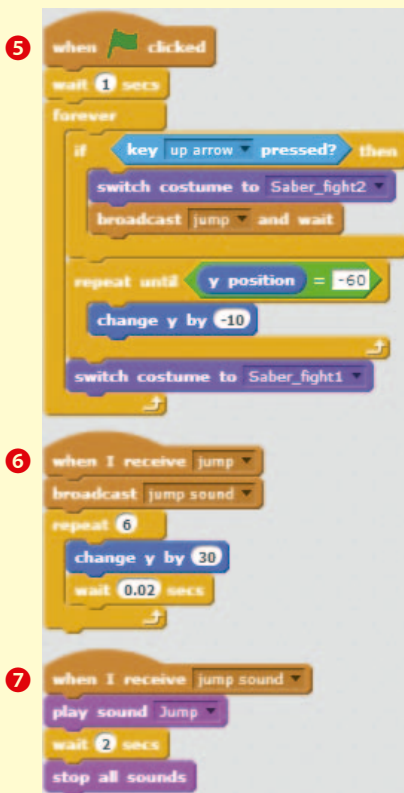 5
when clicked
wait 1 secs
forever
if key up arrow pressed? then
switch costume to Saber_fight2
broadcast jump and wait
repeat until y position = -60
change y by -10
switch costume to Saber_fight1
6
when I receive jump
broadcast jump sound
repeat 6
change y by 30
wait 0.02 secs
7
when I receive jump sound
play sound Jump
wait 2 secs
stop all sounds